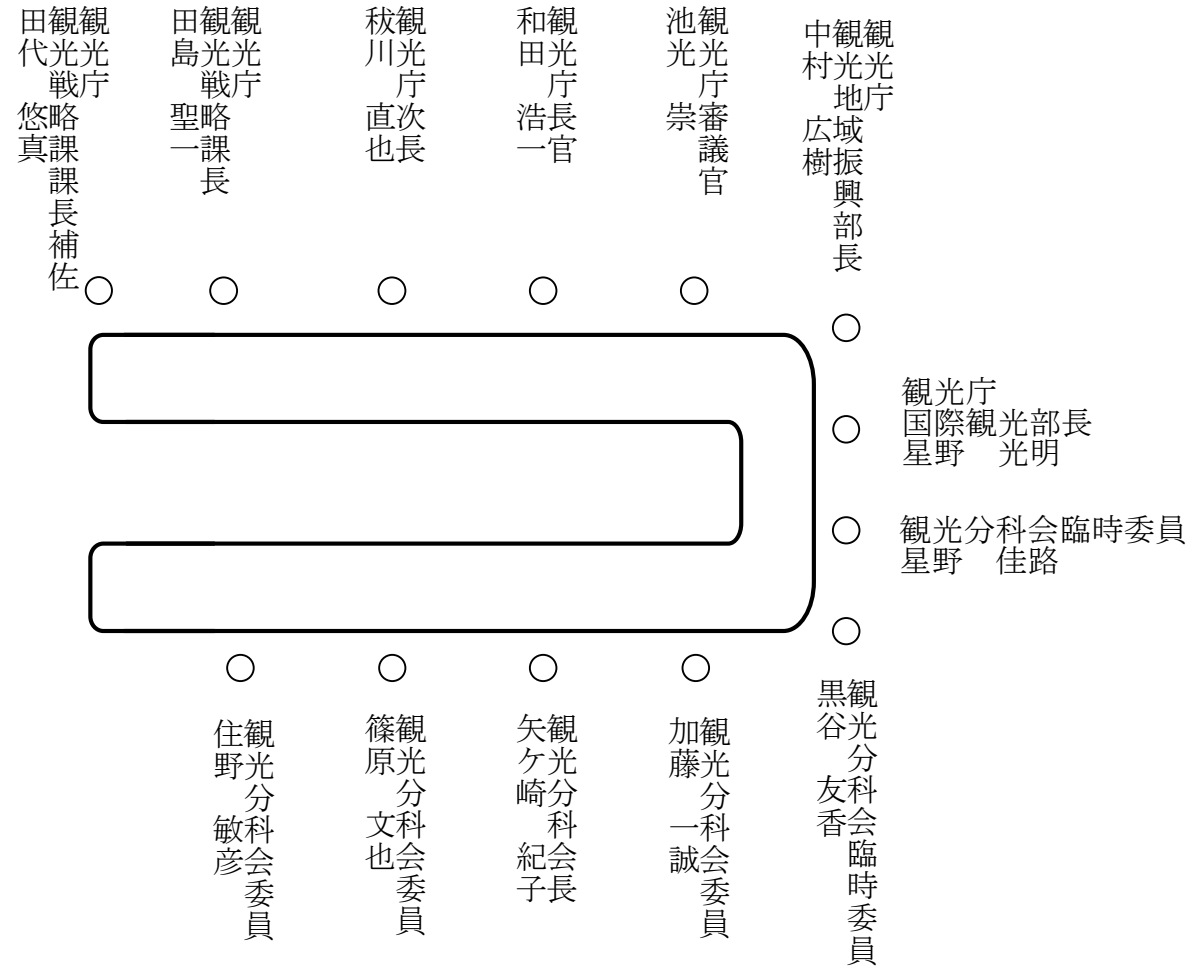 観光庁
観光戦略課課長補佐
田代　悠真
観光庁
観光戦略課長
田島　聖一
観光庁次長
秡川　直也
観光庁長官
和田　浩一
観光庁審議官
池光　崇
観光庁
観光地域振興部長
中村　広樹
観光庁
国際観光部長
星野　光明
観光分科会臨時委員
星野　佳路
観光分科会委員
住野　敏彦
観光分科会委員
篠原　文也
観光分科会長
矢ケ崎　紀子
観光分科会委員
加藤　一誠
観光分科会臨時委員
黒谷　友香